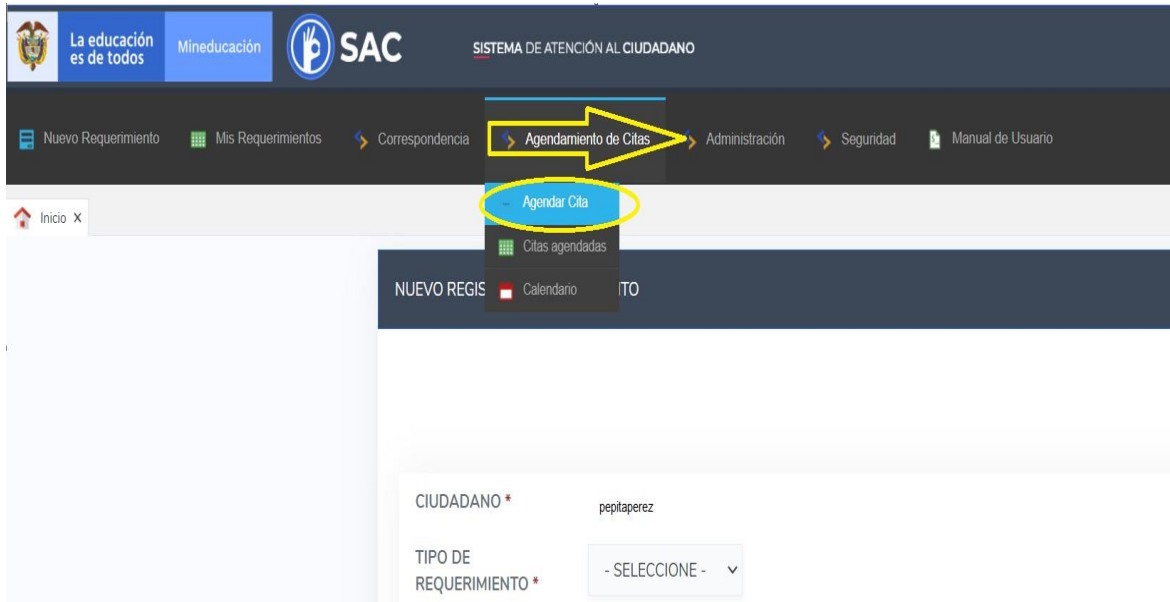 La educación
es de todos
Mineducación
SAC
SISTEMA DE ATENCIÓN AL CIUDADANO
Nuevo Requerimiento Mis Requerimientos Correspondencia Agendamiento de Citas Administración Seguridad Manual de Usuario
Inicio X
Agendar Cita
Citas agendadas
Calendario
NUEVO REGIS TO
CIUDADANO *
pepitaperez
TIPO DE
REQUERIMIENTO *
- SELECCIONE -